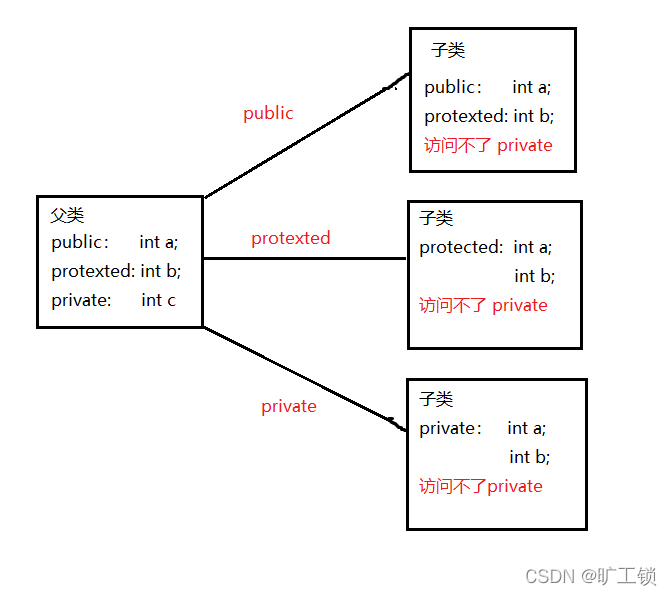 父类
public: int a;
protexted: int b;
private: int c
public
protexted
private
子类
public: int a;
protexted: int b;
访问不了 private
子类
protected: int a;
int b;
访问不了 private
子类
private: int a;
int b;
访问不了private
CSDN @旷工锁